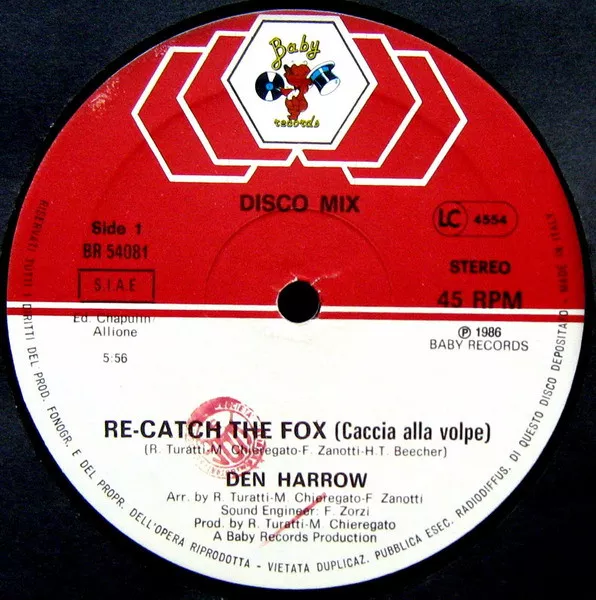 Baby
records
DISCO MIX
Side 1
BR 54081
S.I.A.E
LC 4554
STEREO
45 RPM
Ed. Chapulin
Allione
5:56
℗ 1986
BABY RECORDS
RE-CATCH THE FOX (Caccia alla volpe)
(R. Turatti-M. Chieregato-F. Zanotti-H.T. Beecher)
DEN HARROW
Arr. by R. Turatti-M. Chieregato-F Zanotti
Sound Engineer: F. Zorzi
Prod. by R. Turatti-M. Chieregato
A Baby Records Production
RISERVATI TUTTI I DIRITTI DEL PROD. FONOGR. E DEL PROPR. DELL'OPERA RIPRODOTTA - VIETATA DUPLICAZ. PUBBLICA ESEC. RADIODIFFUS. DI QUESTO DISCO DEPOSITATO - MADE IN ITALY